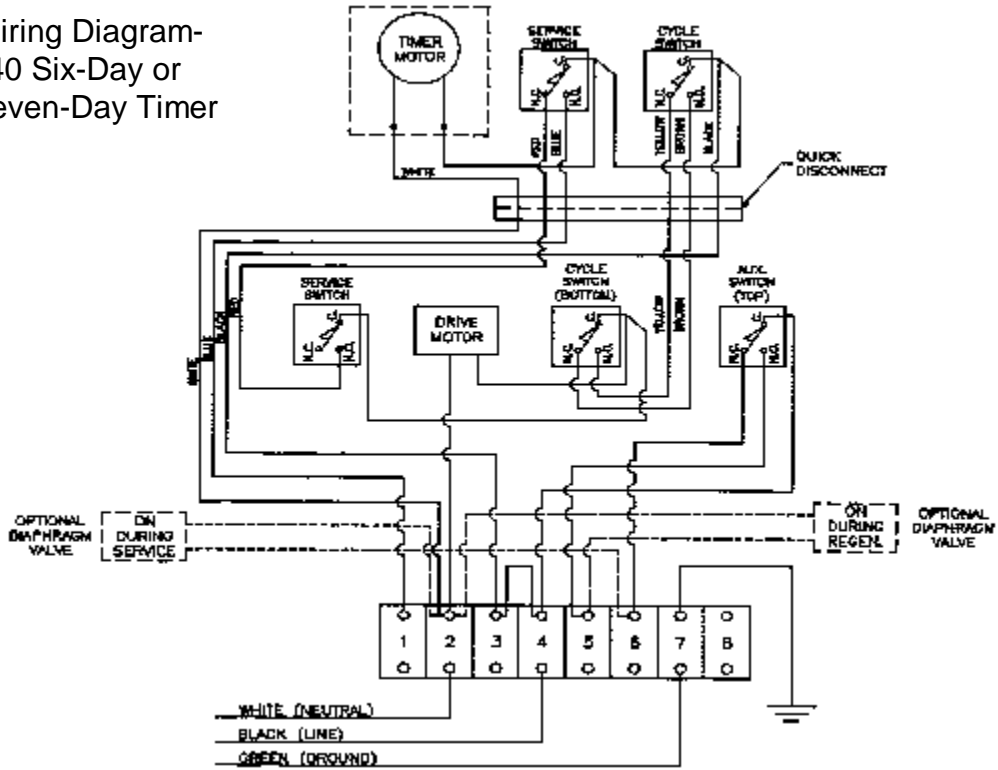 iring Diagram-
40 Six-Day or
even-Day Timer
TIMER
MOTOR
SERVICE
SWITCH
CYCLE
SWITCH
N.C.
N.O.
N.C.
N.O.
RED
BLUE
YELLOW
BROWN
BLACK
WHITE
QUICK
DISCONNECT
SERVICE
SWITCH
DRIVE
MOTOR
CYCLE
SWITCH
(BOTTOM)
AUX.
SWITCH
(TOP)
N.C.
N.O.
N.C.
N.O.
N.C.
N.O.
YELLOW
BROWN
WHITE
BLUE
BLACK
RED
OPTIONAL
DIAPHRAGM
VALVE
ON
DURING
SERVICE
ON
DURING
REGEN.
OPTIONAL
DIAPHRAGM
VALVE
1 2 3 4 5 6 7 8
WHITE (NEUTRAL)
BLACK (LINE)
GREEN (GROUND)